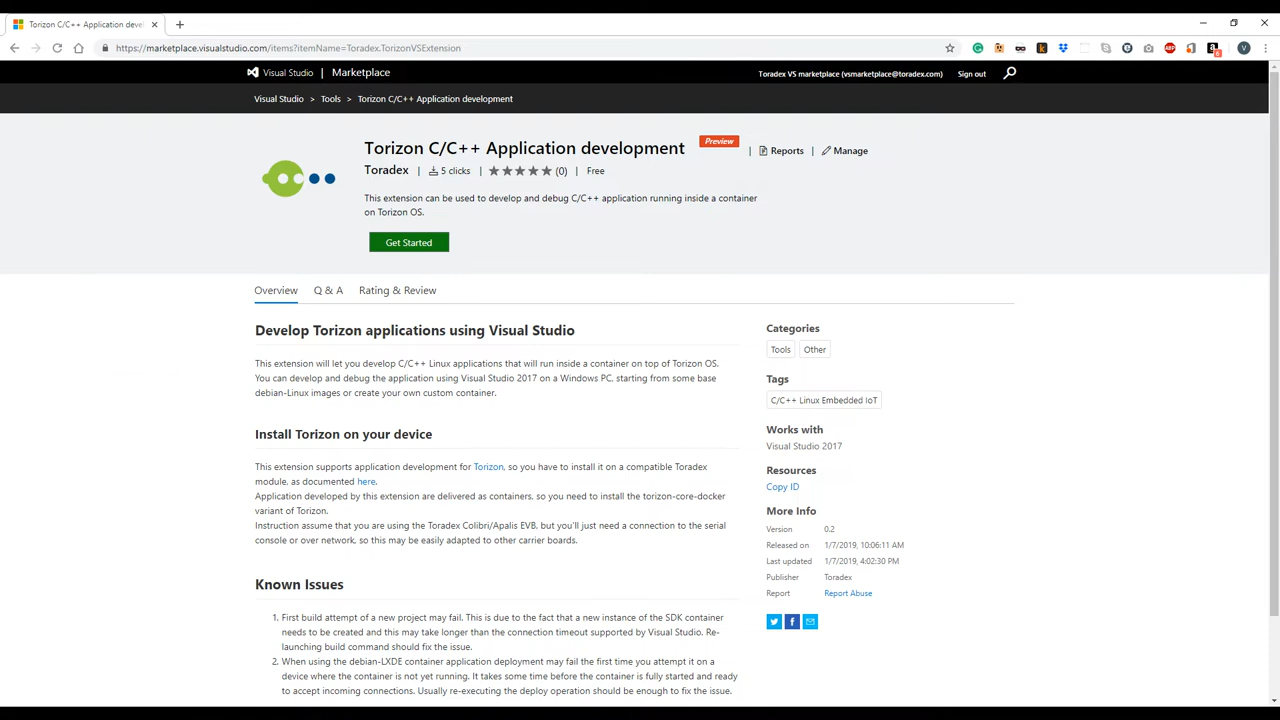 Torizon C/C++ Application devel
https://marketplace.visualstudio.com/items?itemName=Toradex.TorizonVSExtension
Visual Studio | Marketplace
Toradex VS marketplace (vsmarketplace@toradex.com) Sign out
Visual Studio > Tools > Torizon C/C++ Application development
Torizon C/C++ Application development Preview | Reports | Manage
Toradex | 5 clicks | (0) | Free
This extension can be used to develop and debug C/C++ application running inside a container
on Torizon OS.
Get Started
Overview Q & A Rating & Review
Develop Torizon applications using Visual Studio
This extension will let you develop C/C++ Linux applications that will run inside a container on top of Torizon OS.
You can develop and debug the application using Visual Studio 2017 on a Windows PC, starting from some base
debian-Linux images or create your own custom container.
Install Torizon on your device
This extension supports application development for Torizon, so you have to install it on a compatible Toradex
module, as documented here.
Application developed by this extension are delivered as containers, so you need to install the torizon-core-docker
variant of Torizon.
Instruction assume that you are using the Toradex Colibri/Apalis EVB, but you'll just need a connection to the serial
console or over network, so this may be easily adapted to other carrier boards.
Known Issues
1. First build attempt of a new project may fail. This is due to the fact that a new instance of the SDK container
needs to be created and this may take longer than the connection timeout supported by Visual Studio. Re-
launching build command should fix the issue.
2. When using the debian-LXDE container application deployment may fail the first time you attempt it on a
device where the container is not yet running. It takes some time before the container is fully started and ready
to accept incoming connections. Usually re-executing the deploy operation should be enough to fix the issue.
Categories
Tools Other
Tags
C/C++ Linux Embedded IoT
Works with
Visual Studio 2017
Resources
Copy ID
More Info
Version 0.2
Released on 1/7/2019, 10:06:11 AM
Last updated 1/7/2019, 4:02:30 PM
Publisher Toradex
Report Report Abuse